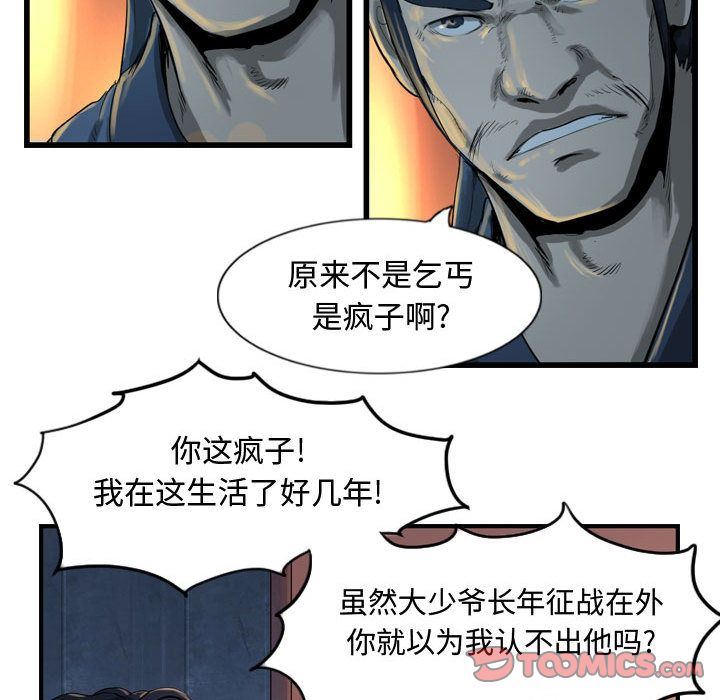 原来不是乞丐
是疯子啊?
你这疯子!
我在这生活了好几年!
虽然大少爷长年征战在外
你就以为我认不出他吗?
TOOMICS.COM